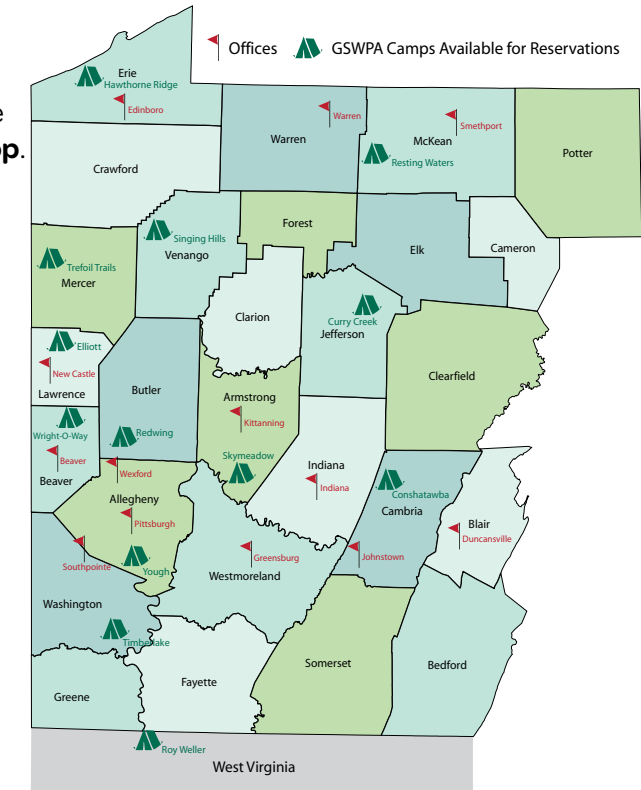 Offices
GSWPA Camps Available for Reservations
Erie
Hawthorne Ridge
Edinboro
e
op.
Warren
Warren
McKean
Smethport
Resting Waters
Potter
Crawford
Forest
Singing Hills
Venango
Elk
Cameron
Trefoil Trails
Mercer
Clarion
Curry Creek
Jefferson
Elliott
New Castle
Lawrence
Butler
Clearfield
Armstrong
Kittanning
Wright-O-Way
Redwing
Beaver
Beaver
Wexford
Skymeadow
Indiana
Indiana
Conshatawba
Cambria
Allegheny
Pittsburgh
Blair
Duncansville
Southpointe
Yough
Greensburg
Westmoreland
Johnstown
Washington
Timberlake
Somerset
Bedford
Greene
Fayette
Roy Weller
West Virginia